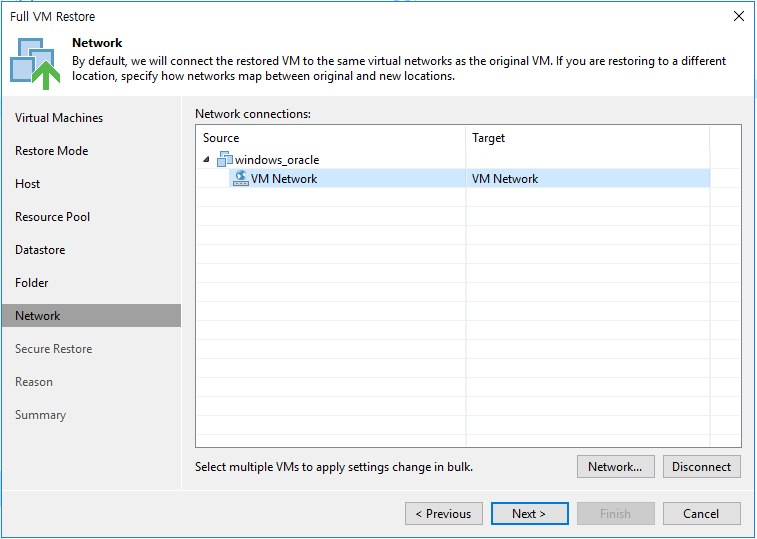 Full VM Restore
Network
By default, we will connect the restored VM to the same virtual networks as the original VM. If you are restoring to a different
location, specify how networks map between original and new locations.
Virtual Machines
Restore Mode
Host
Resource Pool
Datastore
Folder
Network
Secure Restore
Reason
Summary
Network connections:
Source Target
windows_oracle
VM Network VM Network
Select multiple VMs to apply settings change in bulk.
Network... Disconnect
< Previous Next > Finish Cancel